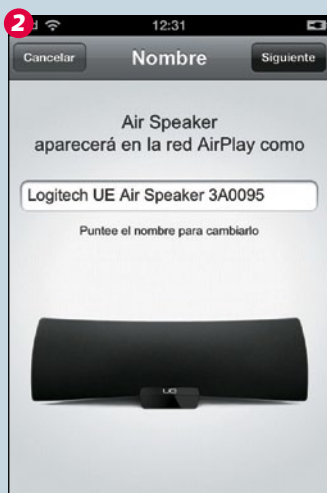 2
12:31
Cancelar
Nombre
Siguiente
Air Speaker
aparecerá en la red AirPlay como
Logitech UE Air Speaker 3A0095
Puntee el nombre para cambiarlo
UE